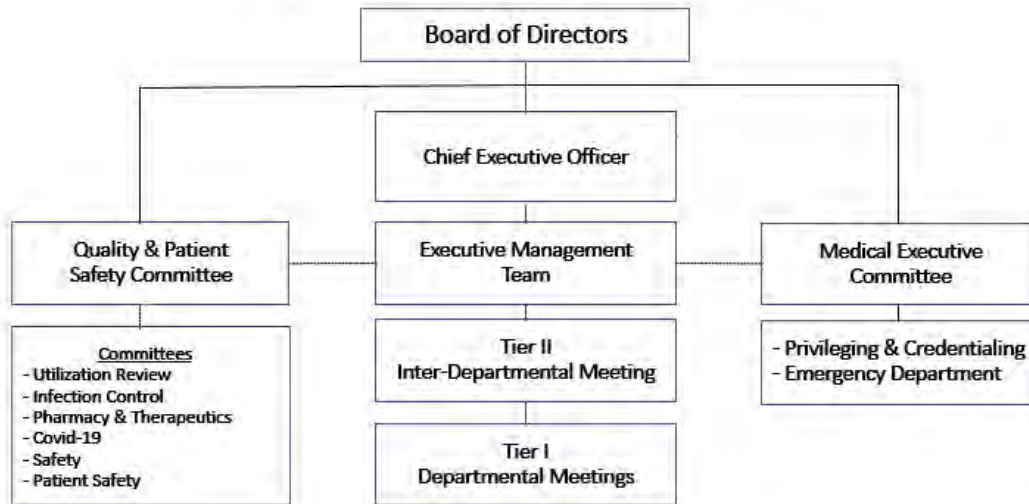 Board of Directors
Chief Executive Officer
Quality & Patient
Safety Committee
Executive Management
Team
Medical Executive
Committee
Committees
- Utilization Review
- Infection Control
- Pharmacy & Therapeutics
- Covid-19
- Safety
- Patient Safety
Tier II
Inter-Departmental Meeting
- Privileging & Credentialing
- Emergency Department
Tier I
Departmental Meetings